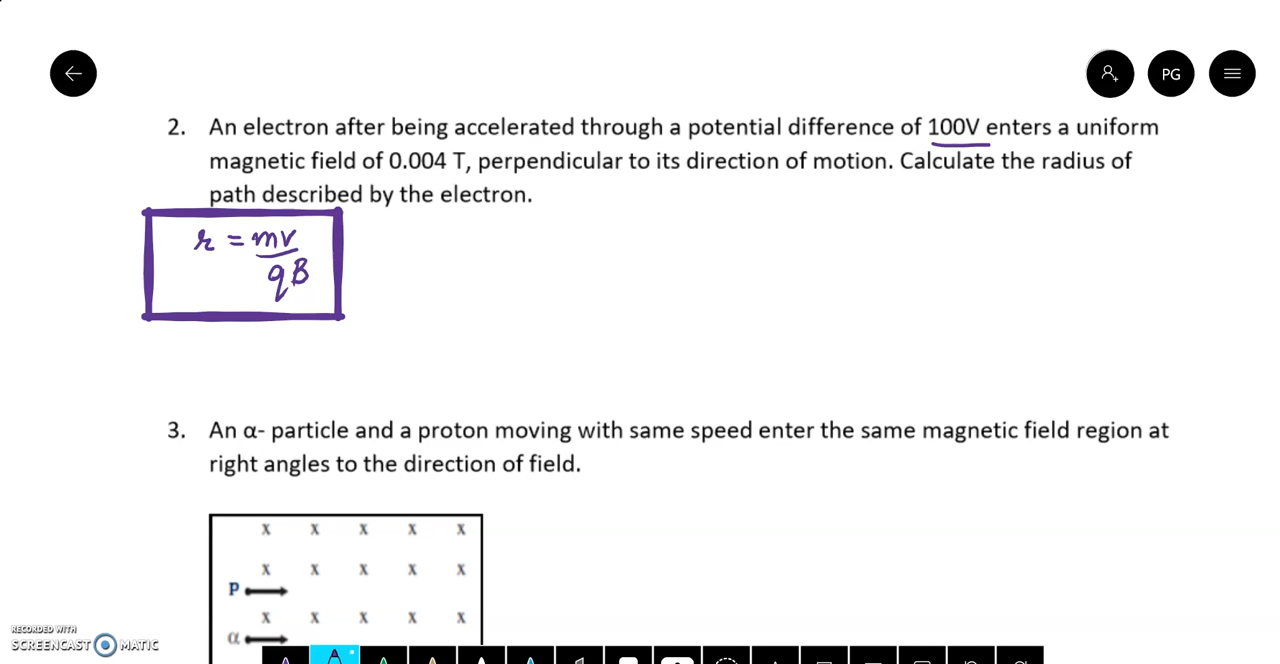 PG
2. An electron after being accelerated through a potential difference of 100V enters a uniform
magnetic field of 0.004 T, perpendicular to its direction of motion. Calculate the radius of
path described by the electron.
r = mv
qB
3. An α- particle and a proton moving with same speed enter the same magnetic field region at
right angles to the direction of field.
x x x x x
x x x x x
P
x x x x x
α
RECORDED WITH
SCREENCAST MATIC